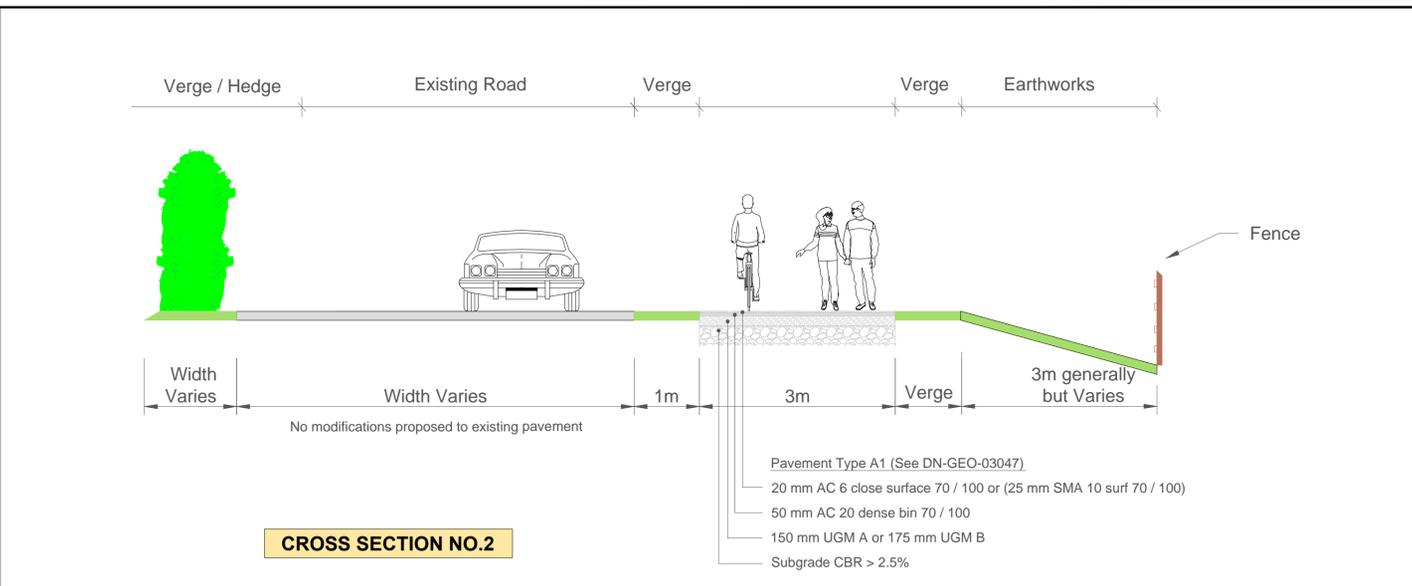 Verge / Hedge
Existing Road
Verge
Verge
Earthworks
Fence
Width
Varies
Width Varies
1m
3m
Verge
3m generally
but Varies
No modifications proposed to existing pavement
Pavement Type A1 (See DN-GEO-03047)
20 mm AC 6 close surface 70 / 100 or (25 mm SMA 10 surf 70 / 100)
50 mm AC 20 dense bin 70 / 100
150 mm UGM A or 175 mm UGM B
Subgrade CBR > 2.5%
CROSS SECTION NO.2